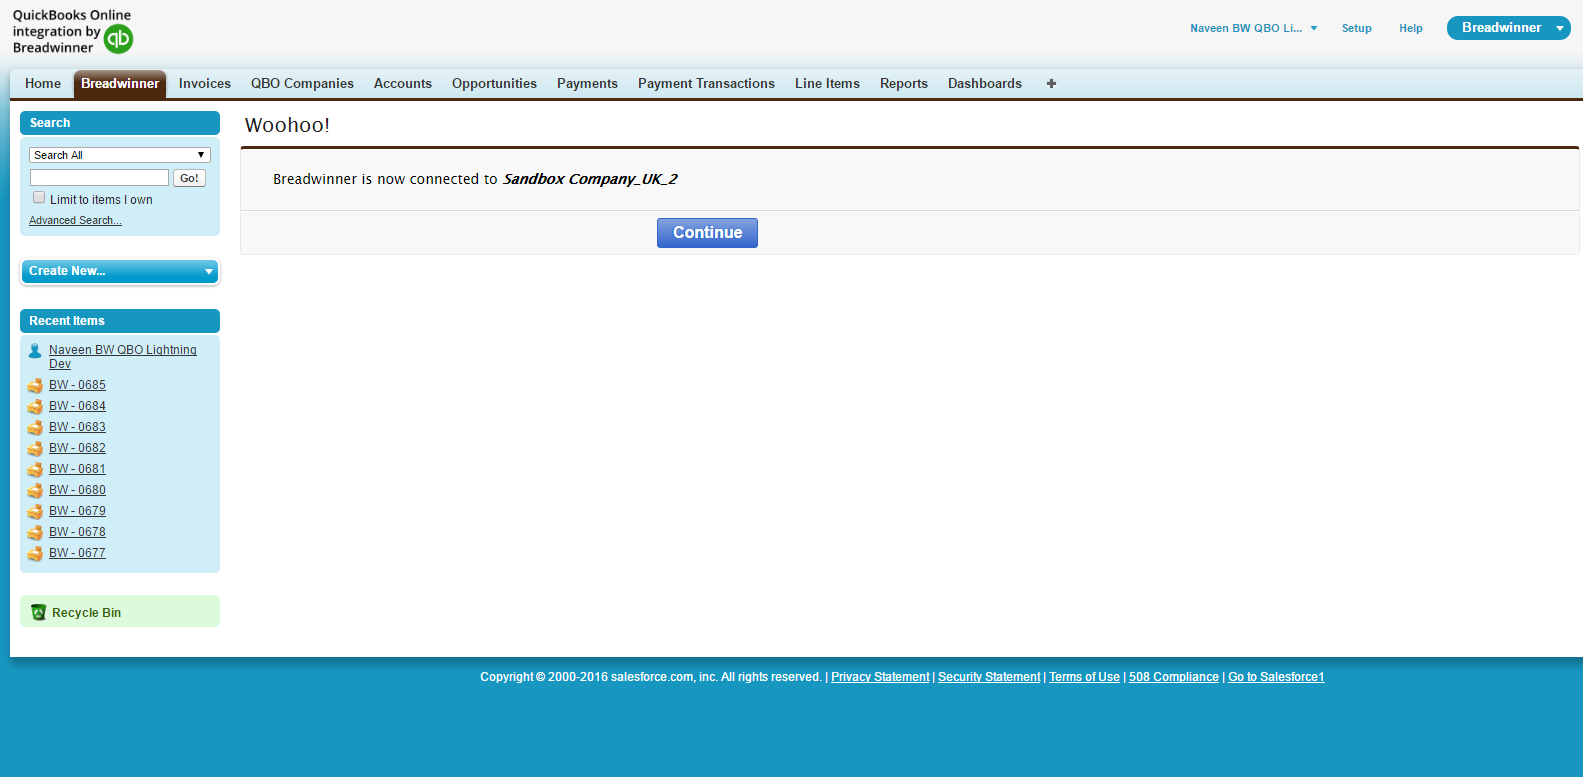 QuickBooks Online
integration by
Breadwinner
qb
Naveen BW QBO Li...
Setup
Help
Breadwinner
Home
Breadwinner
Invoices
QBO Companies
Accounts
Opportunities
Payments
Payment Transactions
Line Items
Reports
Dashboards
+
Search
Search All
Go!
Limit to items I own
Advanced Search...
Create New...
Recent Items
Naveen BW QBO Lightning
Dev
BW - 0685
BW - 0684
BW - 0683
BW - 0682
BW - 0681
BW - 0680
BW - 0679
BW - 0678
BW - 0677
Recycle Bin
Woohoo!
Breadwinner is now connected to Sandbox Company_UK_2
Continue
Copyright © 2000-2016 salesforce.com, inc. All rights reserved. | Privacy Statement | Security Statement | Terms of Use | 508 Compliance | Go to Salesforce1